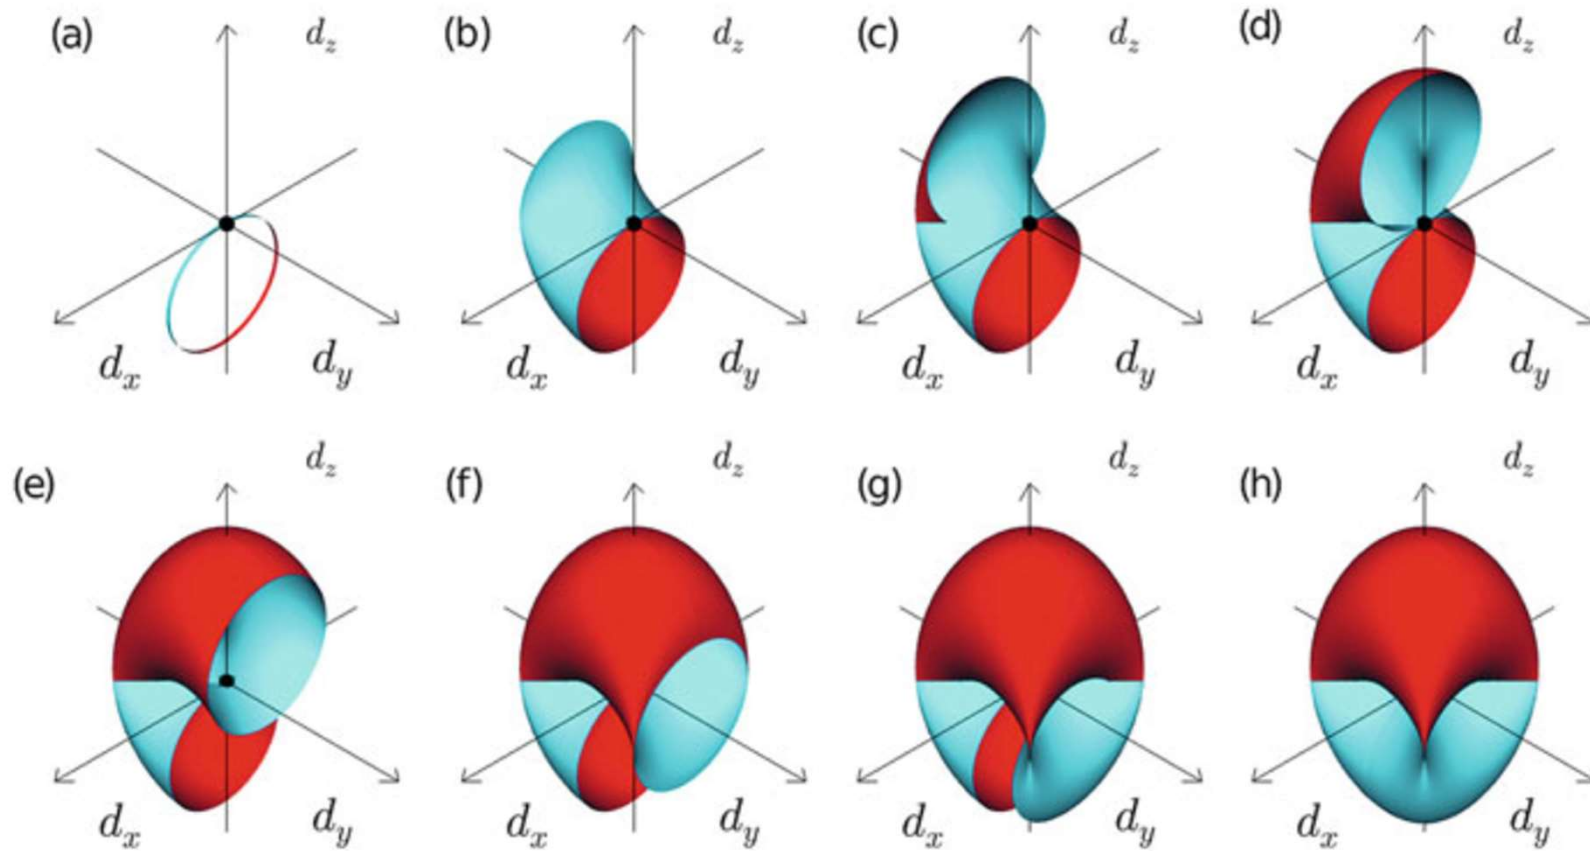 (a) d_z (b) d_z (c) d_z (d) d_z
d_x d_y d_x d_y d_x d_y d_x d_y
(e) d_z (f) d_z (g) d_z (h) d_z
d_x d_y d_x d_y d_x d_y d_x d_y